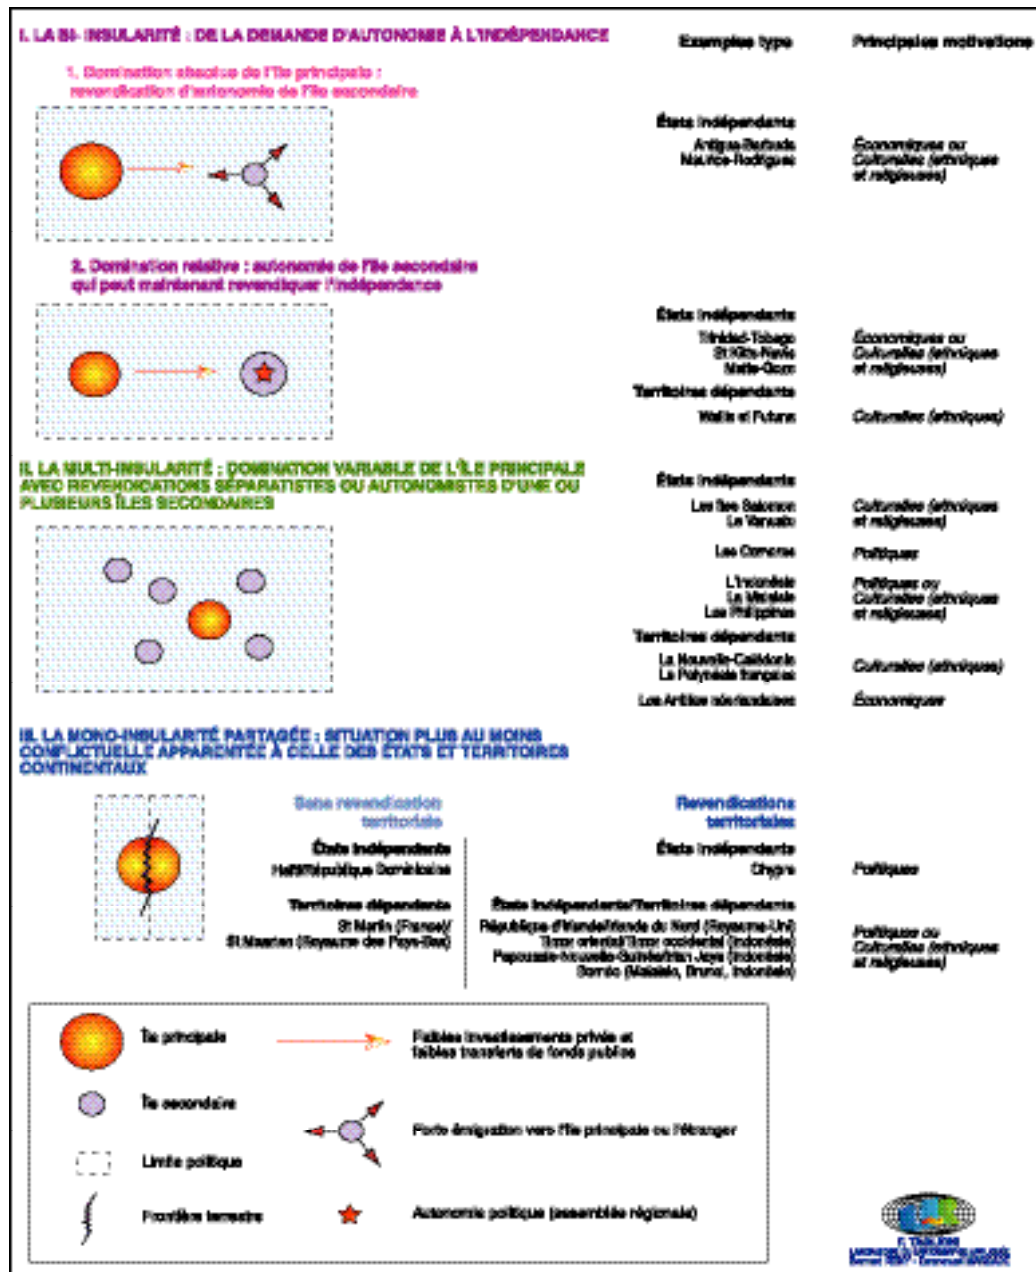 I. LA BI- INSULARITÉ : DE LA DEMANDE D'AUTONOMIE À L'INDÉPENDANCE
Exemples type
Principales motivations
1. Domination absolue de l'île principale :
revendication d'autonomie de l'île secondaire
États indépendants
Antigua-Barbuda
Maurice-Rodrigues
Économiques ou
Culturelles (ethniques
et religieuses)
2. Domination relative : autonomie de l'île secondaire
qui peut maintenant revendiquer l'indépendance
États indépendants
Trinidad-Tobago
St Kitts-Nevis
Malte-Gozo
Économiques ou
Culturelles (ethniques
et religieuses)
Territoires dépendants
Wallis et Futuna
Culturelles (ethniques)
II. LA MULTI-INSULARITÉ : DOMINATION VARIABLE DE L'ÎLE PRINCIPALE
AVEC REVENDICATIONS SÉPARATISTES OU AUTONOMISTES D'UNE OU
PLUSIEURS ÎLES SECONDAIRES
États indépendants
Les îles Salomon
Le Vanuatu
Culturelles (ethniques
et religieuses)
Les Comores
Politiques
L'Indonésie
La Malaisie
Les Philippines
Politiques ou
Culturelles (ethniques
et religieuses)
Territoires dépendants
La Nouvelle-Calédonie
La Polynésie française
Culturelles (ethniques)
Les Antilles néerlandaises
Économiques
III. LA MONO-INSULARITÉ PARTAGÉE : SITUATION PLUS AU MOINS
CONFLICTUELLE APPARENTÉE À CELLE DES ÉTATS ET TERRITOIRES
CONTINENTAUX
Sans revendication
territoriale
États indépendants
Haïti/République Dominicaine
Territoires dépendants
St Martin (France)/
St Maarten (Royaume des Pays-Bas)
Revendications
territoriales
États indépendants
Chypre
Politiques
États indépendants/Territoires dépendants
République d'Irlande/Irlande du Nord (Royaume-Uni)
Timor oriental/Timor occidental (Indonésie)
Papouasie-Nouvelle-Guinée/Irian Jaya (Indonésie)
Bornéo (Malaisie, Brunei, Indonésie)
Politiques ou
Culturelles (ethniques
et religieuses)
Île principale
Faibles investissements privés et
faibles transferts de fonds publics
Île secondaire
Forte émigration vers l'île principale ou l'étranger
Limite politique
Frontière terrestre
Autonomie politique (assemblée régionale)
F. TAGLIONI